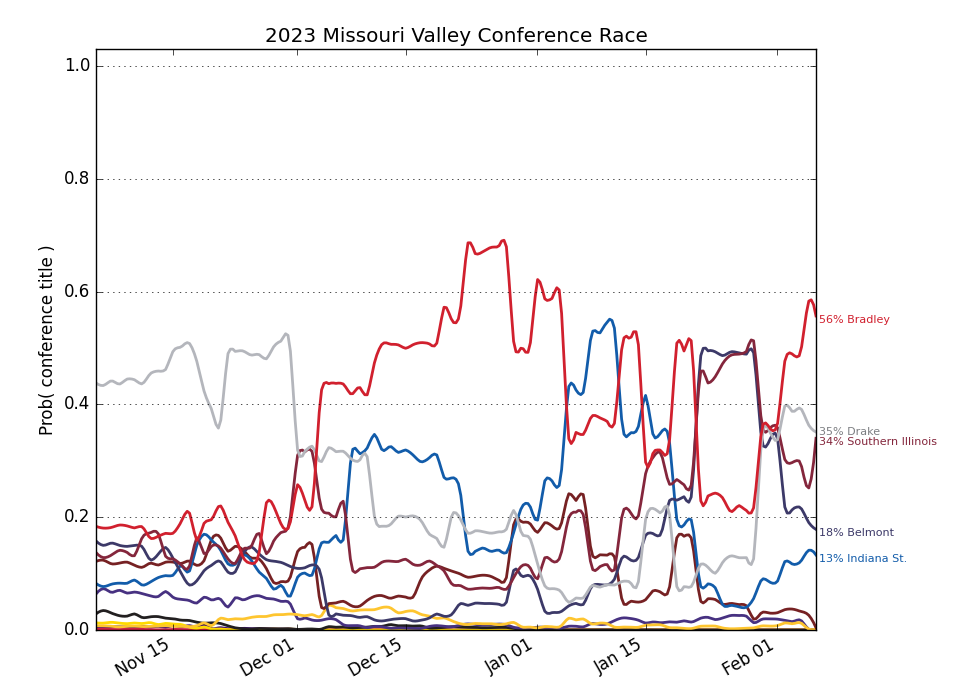 2023 Missouri Valley Conference Race
Prob( conference title )
1.0
0.8
0.6
0.4
0.2
0.0
56% Bradley
35% Drake
34% Southern Illinois
18% Belmont
13% Indiana St.
Nov 15
Dec 01
Dec 15
Jan 01
Jan 15
Feb 01